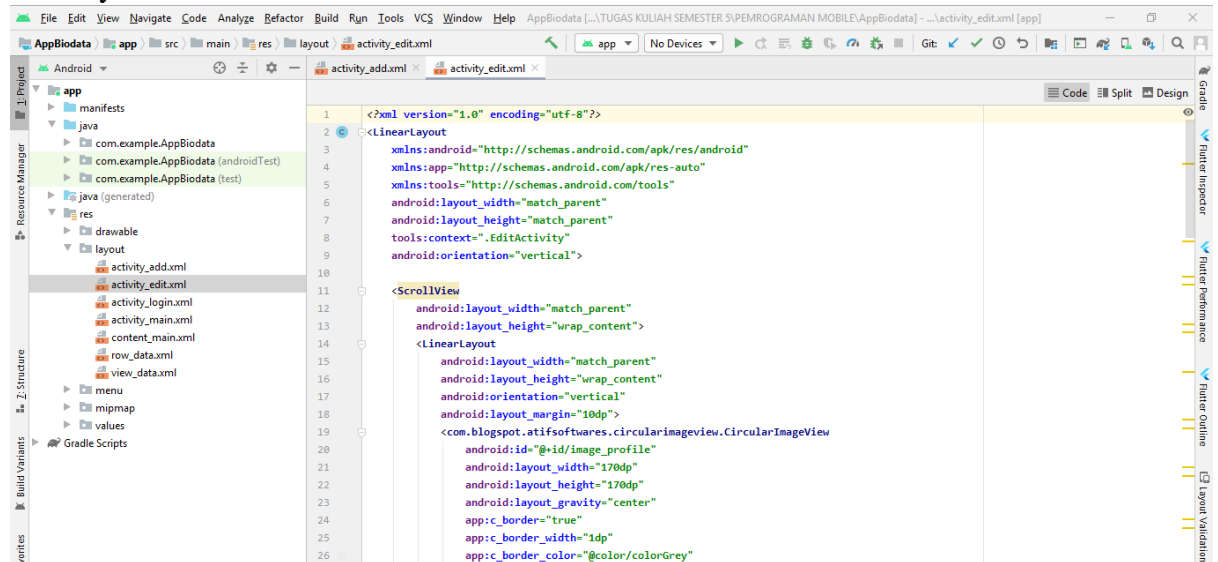 File Edit View Navigate Code Analyze Refactor Build Run Tools VCS Window Help AppBiodata [...\TUGAS KULIAH SEMESTER 5\PEMROGRAMAN MOBILE\AppBiodata] - ...\activity_edit.xml [app]
AppBiodata app src main res layout activity_edit.xml app No Devices Git:
Android
activity_add.xml activity_edit.xml
Code Split Design
1: Project
Resource Manager
Z: Structure
Build Variants
app
manifests
java
com.example.AppBiodata
com.example.AppBiodata (androidTest)
com.example.AppBiodata (test)
java (generated)
res
drawable
layout
activity_add.xml
activity_edit.xml
activity_login.xml
activity_main.xml
content_main.xml
row_data.xml
view_data.xml
menu
mipmap
values
Gradle Scripts
1 <?xml version="1.0" encoding="utf-8"?>
2 <LinearLayout
3 xmlns:android="http://schemas.android.com/apk/res/android"
4 xmlns:app="http://schemas.android.com/apk/res-auto"
5 xmlns:tools="http://schemas.android.com/tools"
6 android:layout_width="match_parent"
7 android:layout_height="match_parent"
8 tools:context=".EditActivity"
9 android:orientation="vertical">
10
11 <ScrollView
12 android:layout_width="match_parent"
13 android:layout_height="wrap_content">
14 <LinearLayout
15 android:layout_width="match_parent"
16 android:layout_height="wrap_content"
17 android:orientation="vertical"
18 android:layout_margin="10dp">
19 <com.blogspot.atifsoftwares.circularimageview.CircularImageView
20 android:id="@+id/image_profile"
21 android:layout_width="170dp"
22 android:layout_height="170dp"
23 android:layout_gravity="center"
24 app:c_border="true"
25 app:c_border_width="1dp"
26 app:c_border_color="@color/colorGrey"
Gradle
Flutter Inspector
Flutter Performance
Flutter Outline
Layout Validation